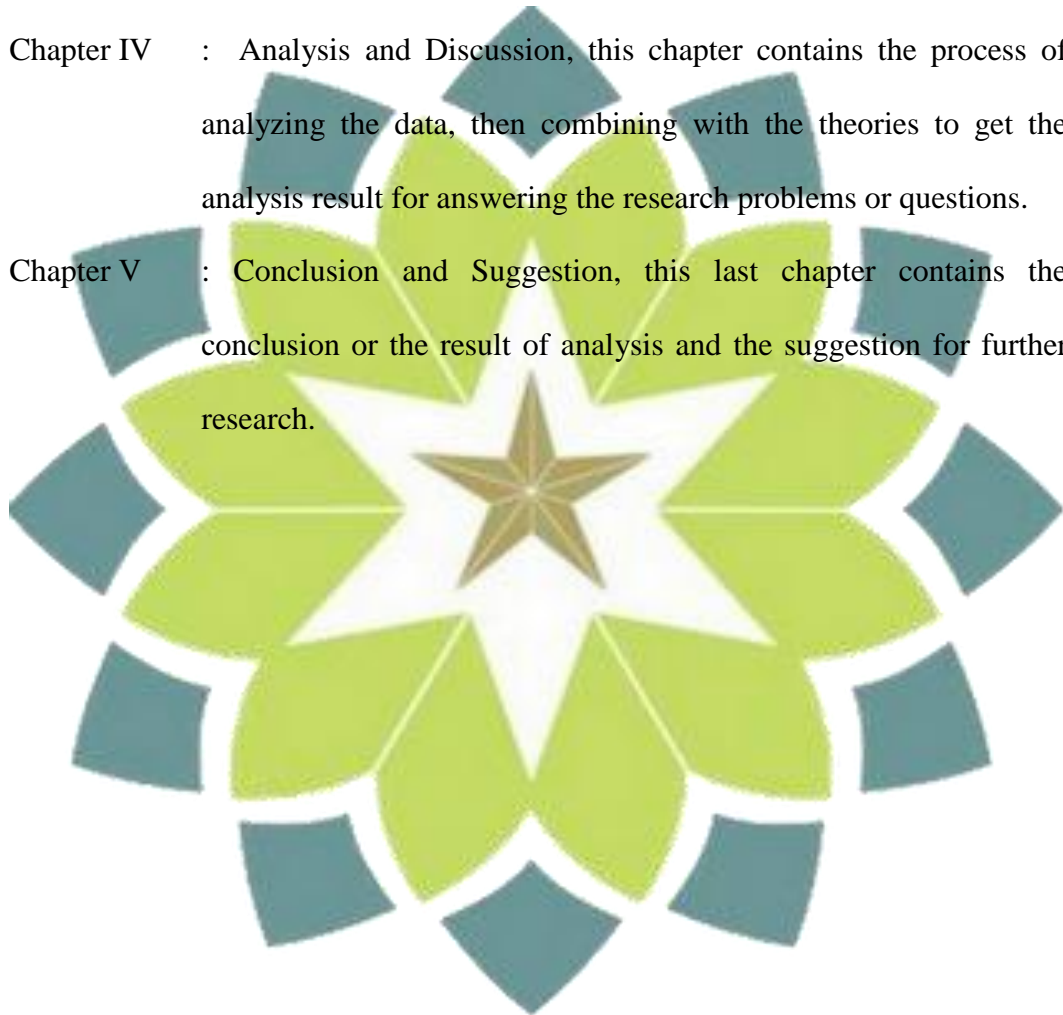 Chapter IV : Analysis and Discussion, this chapter contains the process of
analyzing the data, then combining with the theories to get the
analysis result for answering the research problems or questions.
Chapter V : Conclusion and Suggestion, this last chapter contains the
conclusion or the result of analysis and the suggestion for further
research.